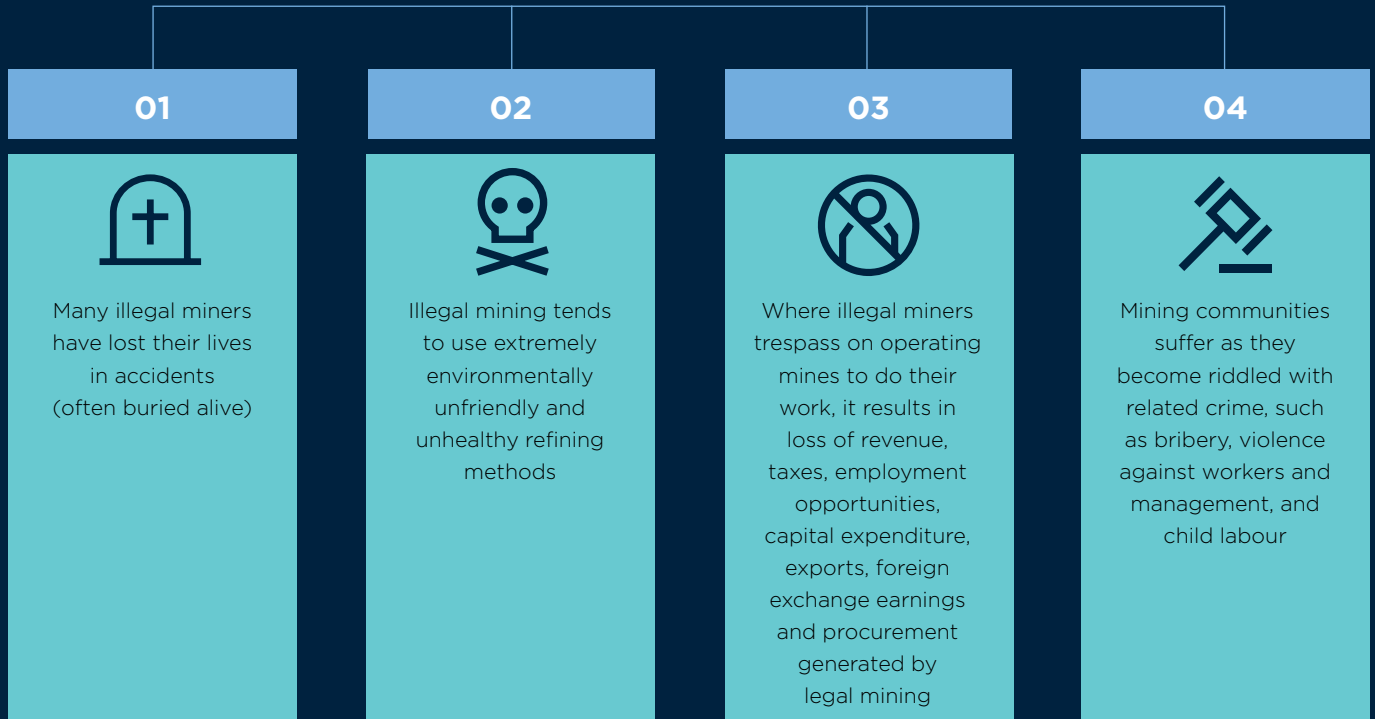 01
Many illegal miners
have lost their lives
in accidents
(often buried alive)
02
Illegal mining tends
to use extremely
environmentally
unfriendly and
unhealthy refining
methods
03
Where illegal miners
trespass on operating
mines to do their
work, it results in
loss of revenue,
taxes, employment
opportunities,
capital expenditure,
exports, foreign
exchange earnings
and procurement
generated by
legal mining
04
Mining communities
suffer as they
become riddled with
related crime, such
as bribery, violence
against workers and
management, and
child labour